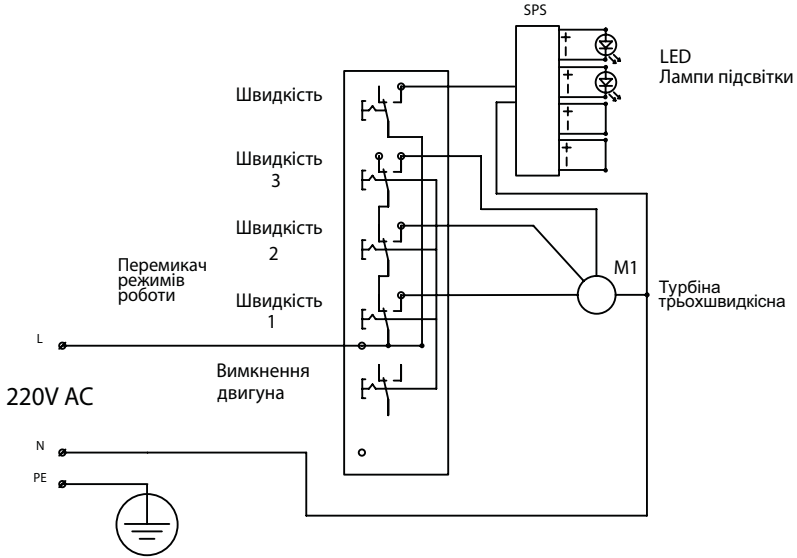 SPS
LED
Лампи підсвітки
Швидкість
Швидкість
3
Швидкість
2
Перемикач
режимів
роботи
Швидкість
1
M1
Турбіна
трьохшвидкісна
L
Вимкнення
двигуна
220V AC
N
PE
+
−
+
−
+
−
+
−